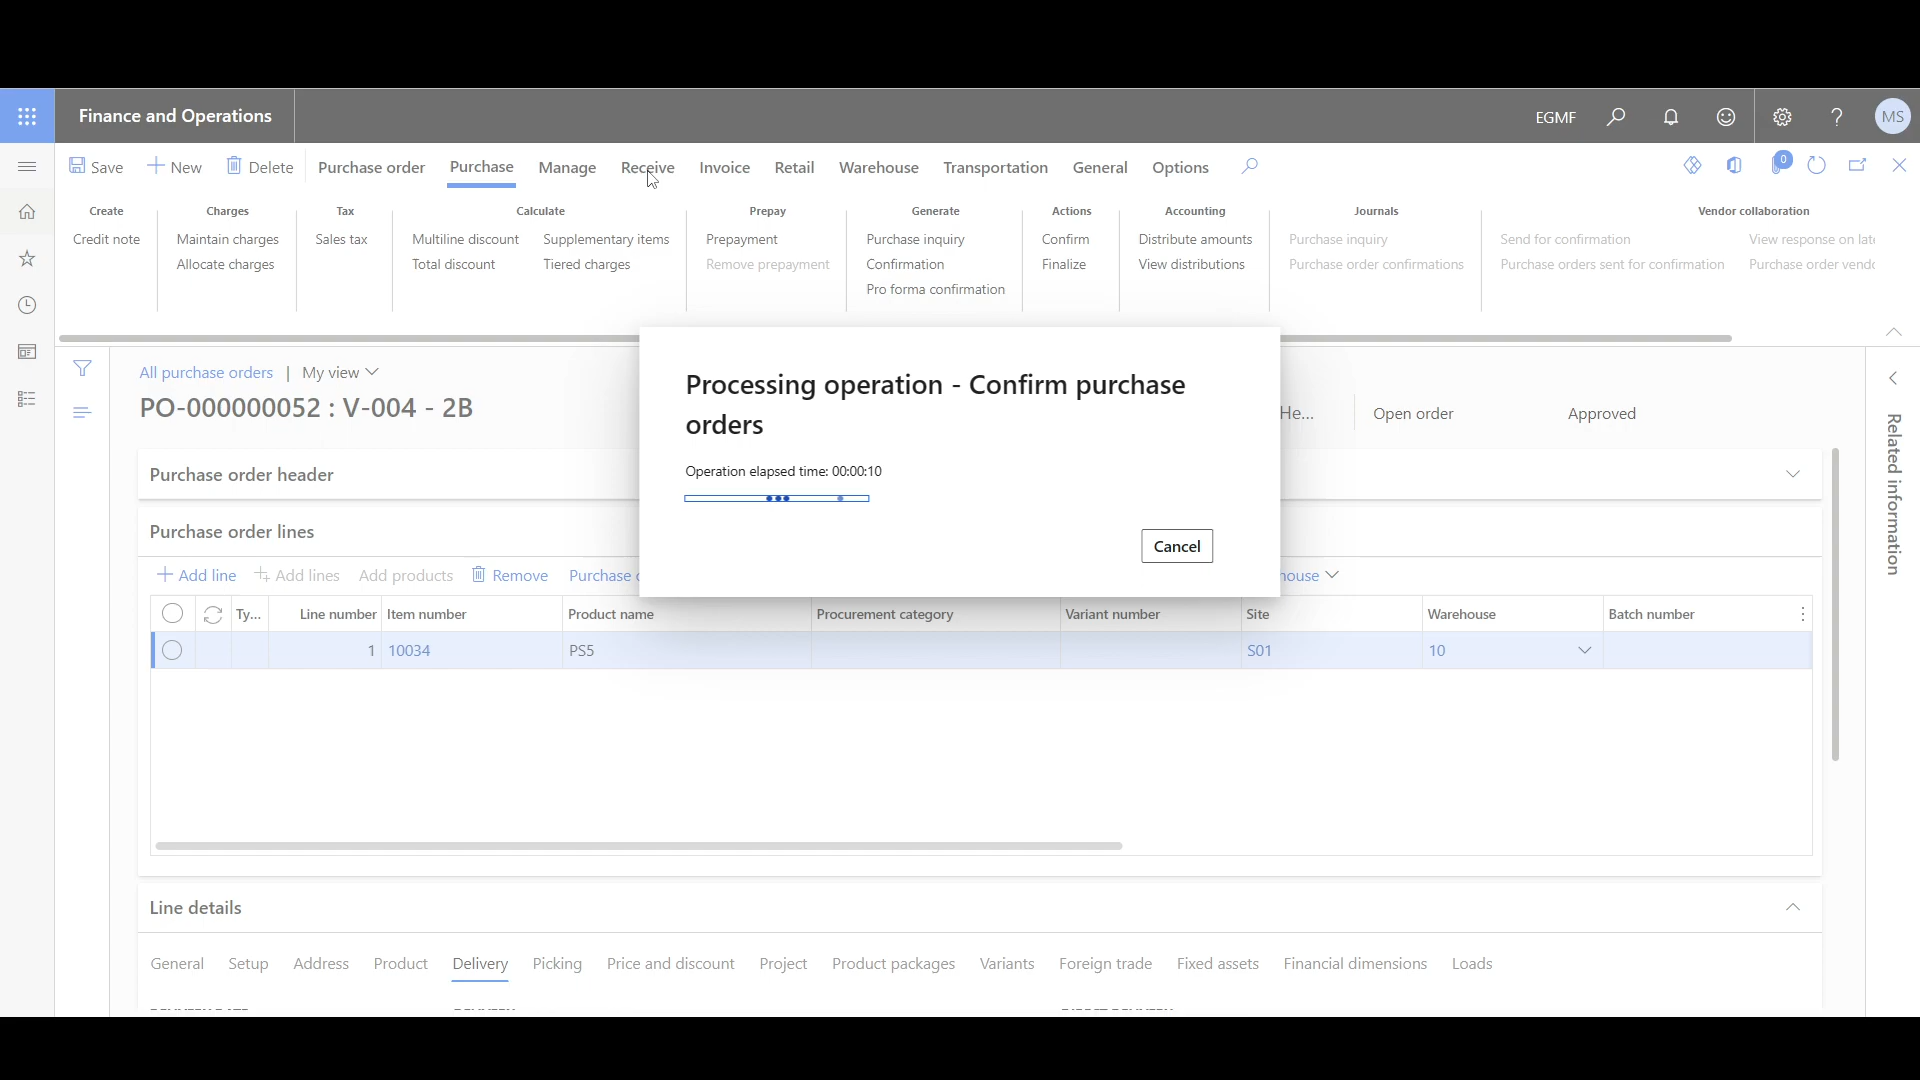 Finance and Operations
EGMF
MS
Save
New
Delete
Purchase order
Purchase
Manage
Receive
Invoice
Retail
Warehouse
Transportation
General
Options
0
Create
Credit note
Charges
Maintain charges
Allocate charges
Tax
Sales tax
Calculate
Multiline discount
Supplementary items
Total discount
Tiered charges
Prepay
Prepayment
Remove prepayment
Generate
Purchase inquiry
Confirmation
Pro forma confirmation
Actions
Confirm
Finalize
Accounting
Distribute amounts
View distributions
Journals
Purchase inquiry
Purchase order confirmations
Vendor collaboration
Send for confirmation
View response on late
Purchase orders sent for confirmation
Purchase order vendo
All purchase orders | My view
PO-000000052 : V-004 - 2B
He...
Open order
Approved
Processing operation - Confirm purchase
orders
Operation elapsed time: 00:00:10
Cancel
Related information
Purchase order header
Purchase order lines
Add line
Add lines
Add products
Remove
Purchase
house
Ty...
Line number
Item number
Product name
Procurement category
Variant number
Site
Warehouse
Batch number
1
10034
PS5
S01
10
Line details
General
Setup
Address
Product
Delivery
Picking
Price and discount
Project
Product packages
Variants
Foreign trade
Fixed assets
Financial dimensions
Loads